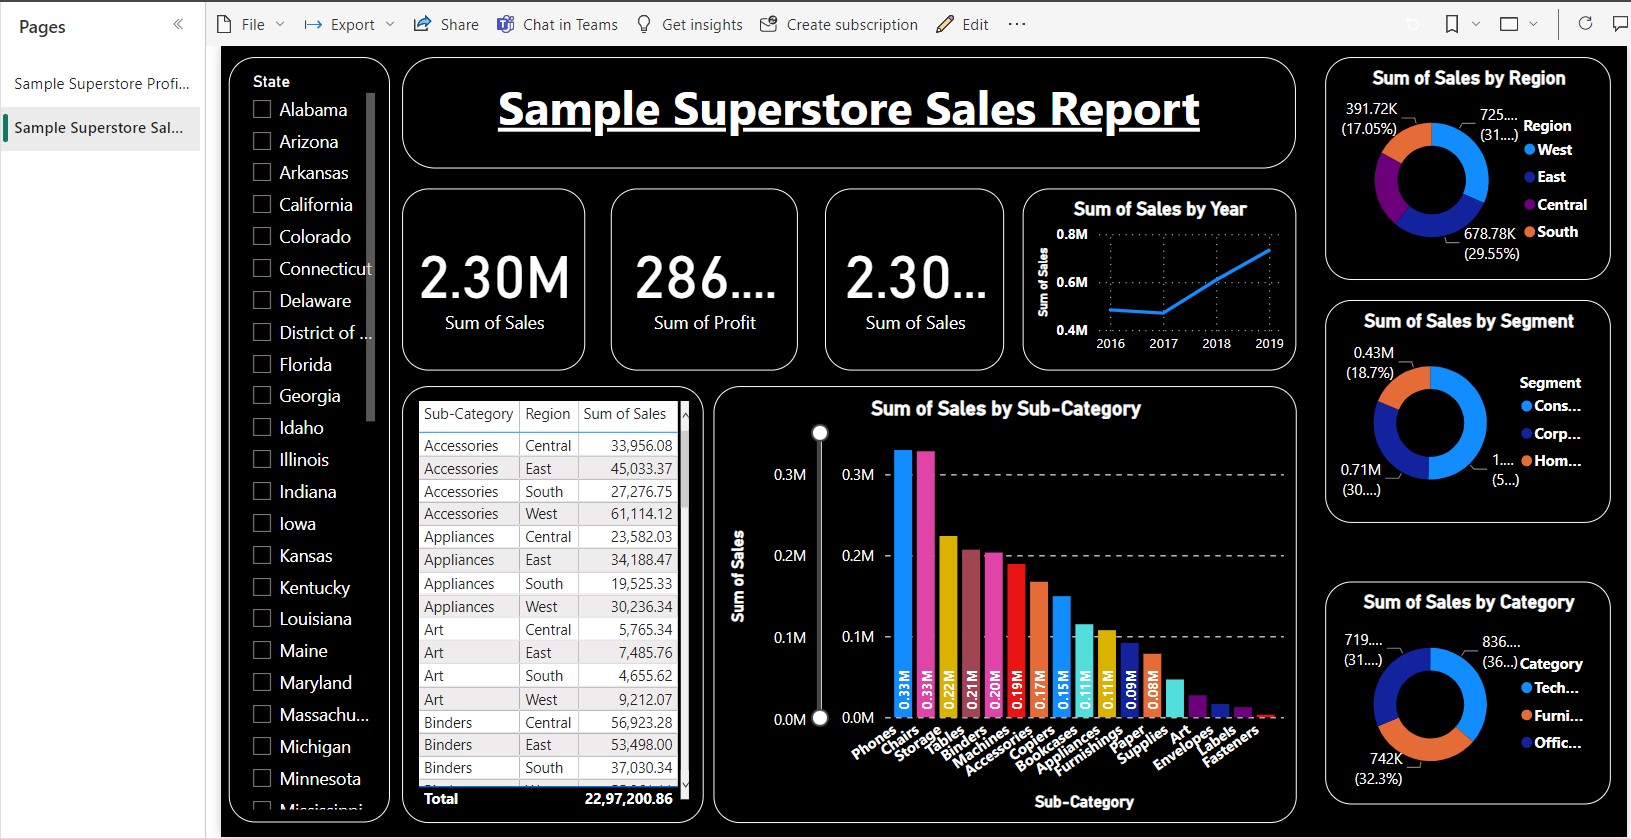 Pages
Sample Superstore Profi...
Sample Superstore Sal...
File
Export
Share
Chat in Teams
Get insights
Create subscription
Edit
State
Alabama
Arizona
Arkansas
California
Colorado
Connecticut
Delaware
District of ...
Florida
Georgia
Idaho
Illinois
Indiana
Iowa
Kansas
Kentucky
Louisiana
Maine
Maryland
Massachu...
Michigan
Minnesota
Sample Superstore Sales Report
2.30M
Sum of Sales
286....
Sum of Profit
2.30...
Sum of Sales
Sum of Sales by Year
Sum of Sales
0.8M
0.6M
0.4M
2016 2017 2018 2019
Sub-Category Region Sum of Sales
Accessories Central 33,956.08
Accessories East 45,033.37
Accessories South 27,276.75
Accessories West 61,114.12
Appliances Central 23,582.03
Appliances East 34,188.47
Appliances South 19,525.33
Appliances West 30,236.34
Art Central 5,765.34
Art East 7,485.76
Art South 4,655.62
Art West 9,212.07
Binders Central 56,923.28
Binders East 53,498.00
Binders South 37,030.34
Total 22,97,200.86
Sum of Sales by Sub-Category
Sum of Sales
0.3M 0.3M
0.2M 0.2M
0.1M 0.1M
0.0M 0.0M
0.33M 0.33M 0.22M 0.21M 0.20M 0.19M 0.17M 0.15M 0.11M 0.11M 0.09M 0.08M
Phones
Chairs
Storage
Tables
Binders
Machines
Accessories
Copiers
Bookcases
Appliances
Furnishings
Paper
Supplies
Art
Envelopes
Labels
Fasteners
Sub-Category
Sum of Sales by Region
391.72K
(17.05%)
725....
(31....)
678.78K
(29.55%)
Region
West
East
Central
South
Sum of Sales by Segment
0.43M
(18.7%)
0.71M
(30....)
1....
(5...)
Segment
Cons...
Corp...
Hom...
Sum of Sales by Category
719....
(31....)
836....
(36...)
742K
(32.3%)
Category
Tech...
Furni...
Offic...